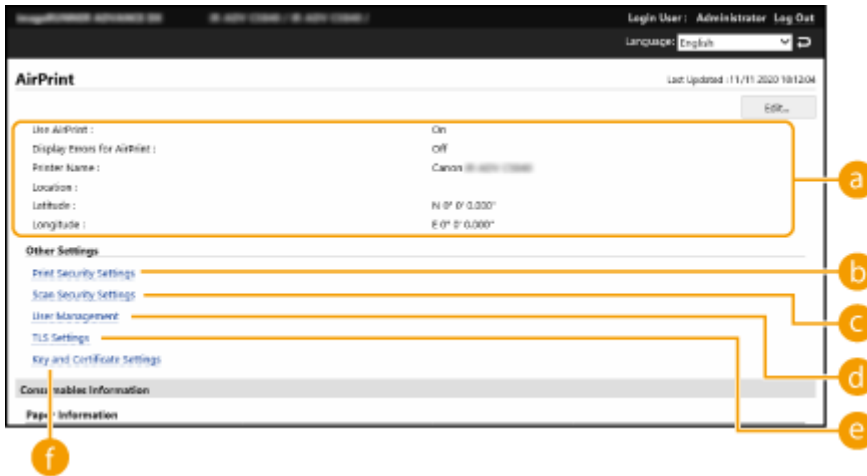 imageRUNNER ADVANCE DX
Login User : Administrator Log Out
Language: English
AirPrint
Last Updated :11/11 2020 10:12:04
Edit...
Use AirPrint : On
Display Errors for AirPrint : Off
Printer Name : Canon
Location :
Latitude : N 0° 0' 0.000"
Longitude : E 0° 0' 0.000"
a
Other Settings
Print Security Settings
b
Scan Security Settings
c
User Management
d
TLS Settings
e
Key and Certificate Settings
f
Consumables Information
Paper Information